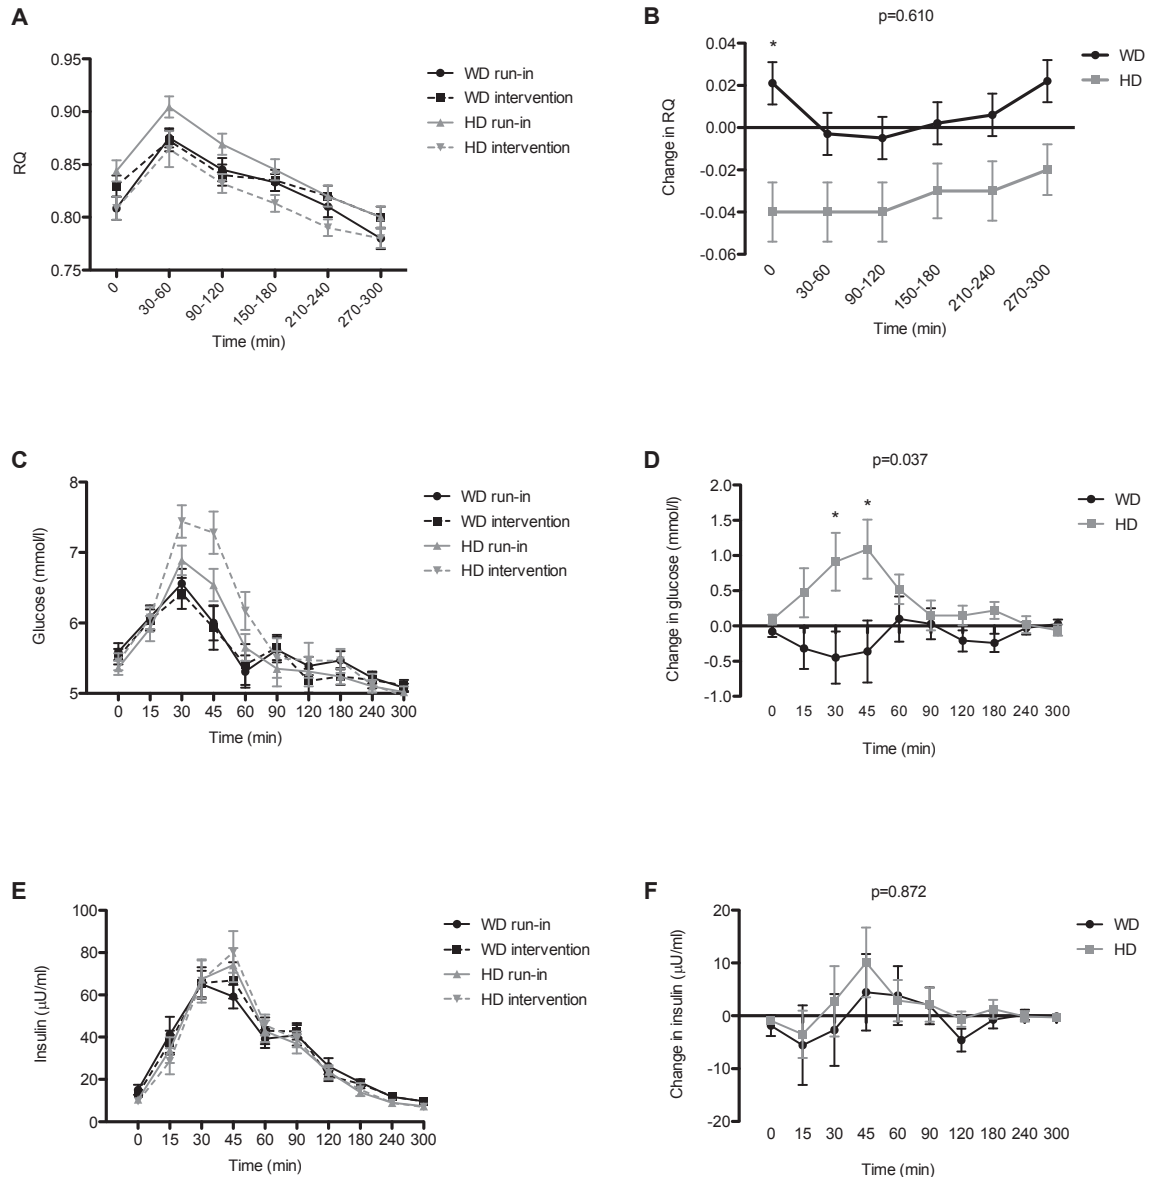 A
0.95
0.90
0.85
0.80
0.75
RQ
0
30-60
90-120
150-180
210-240
270-300
Time (min)
WD run-in
WD intervention
HD run-in
HD intervention
B
p=0.610
*
0.04
0.02
0.00
-0.02
-0.04
-0.06
Change in RQ
0
30-60
90-120
150-180
210-240
270-300
Time (min)
WD
HD
C
8
7
6
5
Glucose (mmol/l)
0 15 30 45 60 90 120 180 240 300
Time (min)
WD run-in
WD intervention
HD run-in
HD intervention
D
p=0.037
* *
2.0
1.5
1.0
0.5
0.0
-0.5
-1.0
Change in glucose (mmol/l)
0 15 30 45 60 90 120 180 240 300
Time (min)
WD
HD
E
100
80
60
40
20
0
Insulin (μU/ml)
0 15 30 45 60 90 120 180 240 300
Time (min)
WD run-in
WD intervention
HD run-in
HD intervention
F
p=0.872
20
10
0
-10
-20
Change in insulin (μU/ml)
0 15 30 45 60 90 120 180 240 300
Time (min)
WD
HD